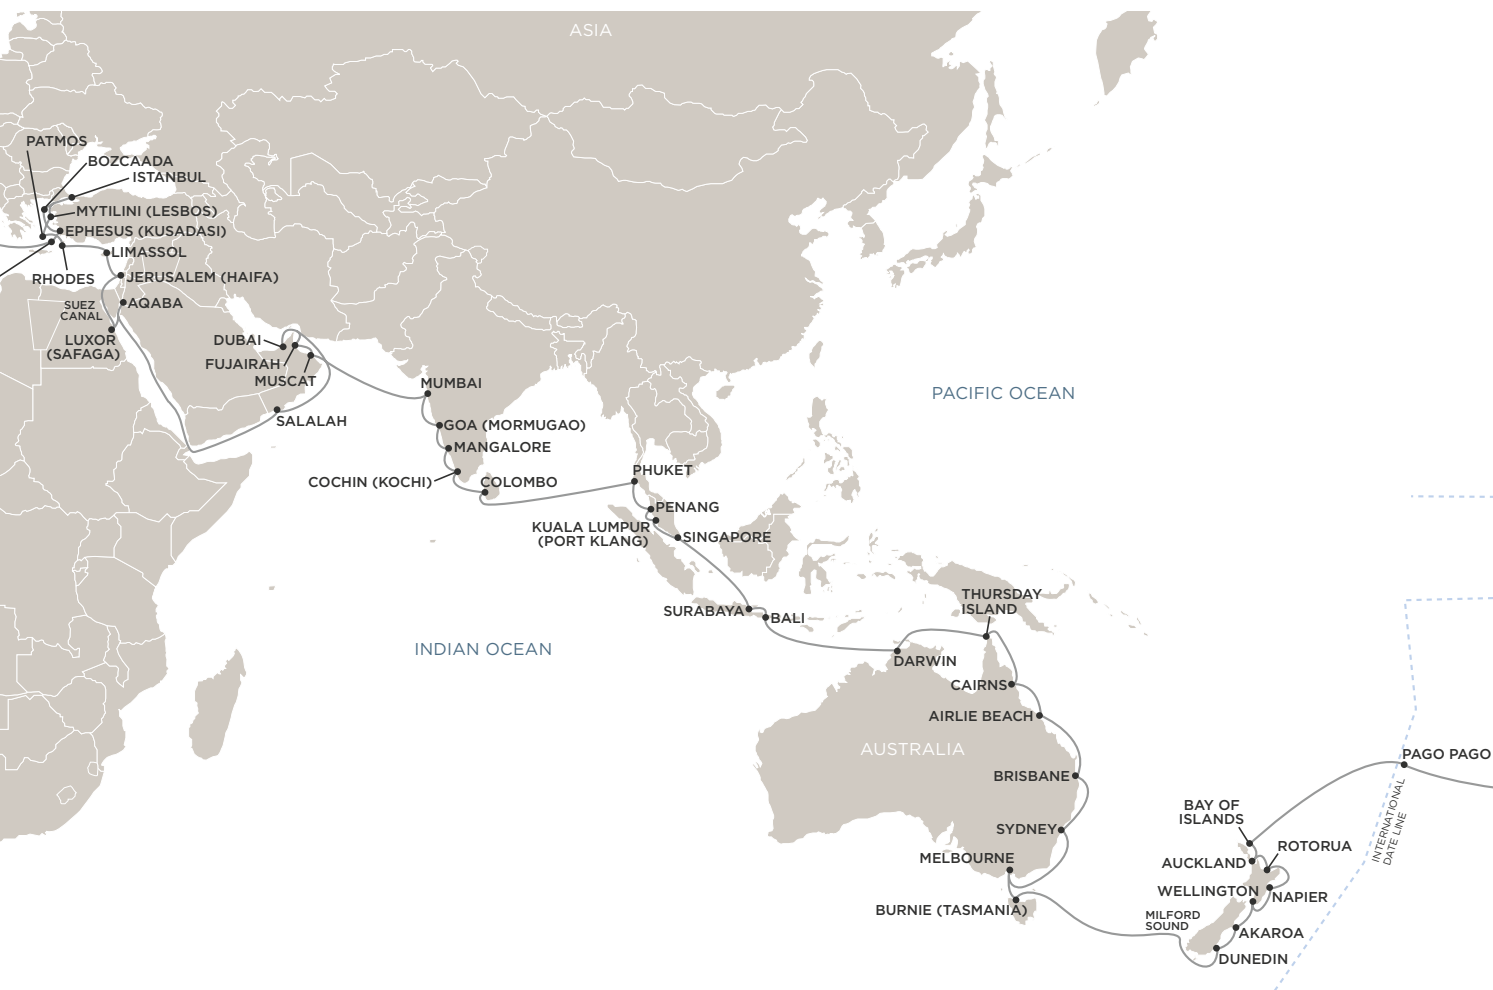 ASIA
PATMOS
BOZCAADA
ISTANBUL
MYTILINI (LESBOS)
EPHESUS (KUSADASI)
LIMASSOL
RHODES
JERUSALEM (HAIFA)
SUEZ
CANAL
AQABA
LUXOR
(SAFAGA)
DUBAI
FUJAIRAH
MUSCAT
SALALAH
MUMBAI
GOA (MORMUGAO)
MANGALORE
COCHIN (KOCHI)
COLOMBO
PHUKET
PENANG
KUALA LUMPUR
(PORT KLANG)
SINGAPORE
PACIFIC OCEAN
INDIAN OCEAN
SURABAYA
BALI
THURSDAY
ISLAND
DARWIN
CAIRNS
AIRLIE BEACH
AUSTRALIA
BRISBANE
SYDNEY
MELBOURNE
BURNIE (TASMANIA)
PAGO PAGO
INTERNATIONAL
DATE LINE
BAY OF
ISLANDS
ROTORUA
AUCKLAND
WELLINGTON
NAPIER
MILFORD
SOUND
AKAROA
DUNEDIN